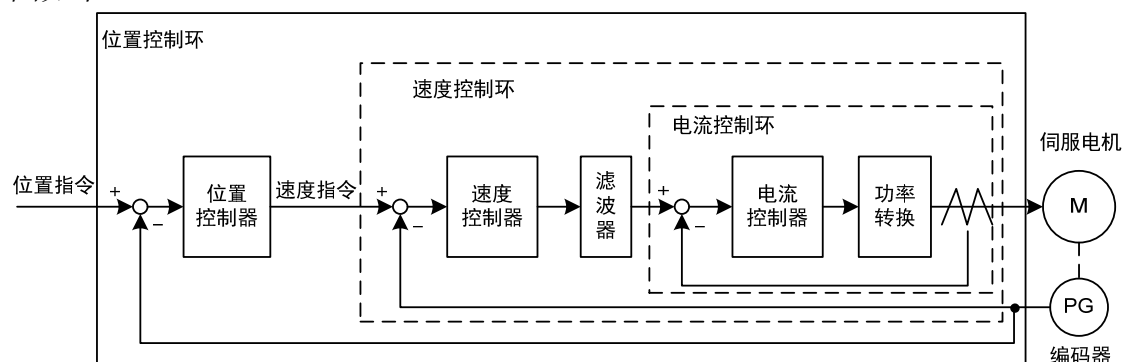 位置控制环
速度控制环
电流控制环
伺服电机
位置指令
+
−
位置
控制器
速度指令
+
−
速度
控制器
滤
波
器
+
−
电流
控制器
功率
转换
M
PG
编码器